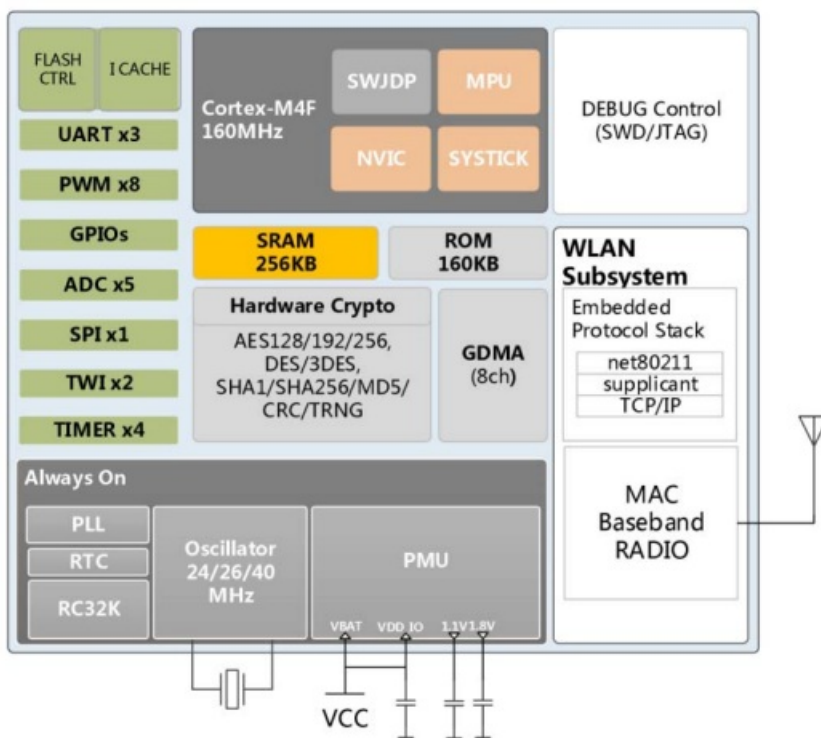 FLASH
CTRL
I CACHE
UART x3
PWM x8
GPIOs
ADC x5
SPI x1
TWI x2
TIMER x4
Cortex-M4F
160MHz
SWJDP
MPU
NVIC
SYSTICK
DEBUG Control
(SWD/JTAG)
SRAM
256KB
ROM
160KB
Hardware Crypto
AES128/192/256,
DES/3DES,
SHA1/SHA256/MD5/
CRC/TRNG
GDMA
(8ch)
WLAN
Subsystem
Embedded
Protocol Stack
net80211
supplicant
TCP/IP
MAC
Baseband
RADIO
Always On
PLL
RTC
RC32K
Oscillator
24/26/40
MHz
PMU
VBAT
VDD IO
1.1V
1.8V
VCC